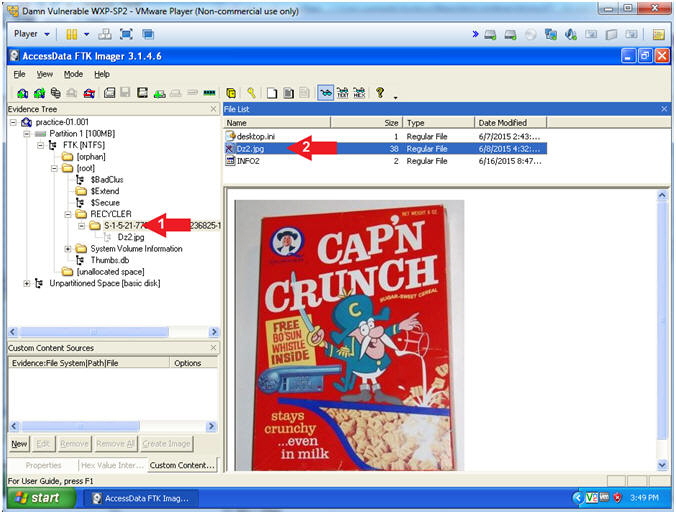 Damn Vulnerable WXP-SP2 - VMware Player (Non-commercial use only)
Player
AccessData FTK Imager 3.1.4.6
File View Mode Help
Evidence Tree
File List
Name Size Type Date Modified
desktop.ini 1 Regular File 6/7/2015 2:43:...
Dz2.jpg 38 Regular File 6/8/2015 4:32:...
INFO2 2 Regular File 6/16/2015 8:47...
2
practice-01.001
Partition 1 [100MB]
FTK [NTFS]
[orphan]
[root]
$BadClus
$Extend
$Secure
RECYCLER
S-1-5-21-77 236825-1
1
Dz2.jpg
System Volume Information
Thumbs.db
[unallocated space]
Unpartitioned Space [basic disk]
Custom Content Sources
Evidence:File System|Path|File Options
New Edit Remove Remove All Create Image
Properties Hex Value Inter... Custom Content...
NET WEIGHT 6 OZ.
CAP'N
CRUNCH
SUGAR-SWEET CEREAL
C
FREE
BO'SUN
WHISTLE
INSIDE
stays
crunchy
...even
in milk
For User Guide, press F1
start AccessData FTK Imag... 3:49 PM